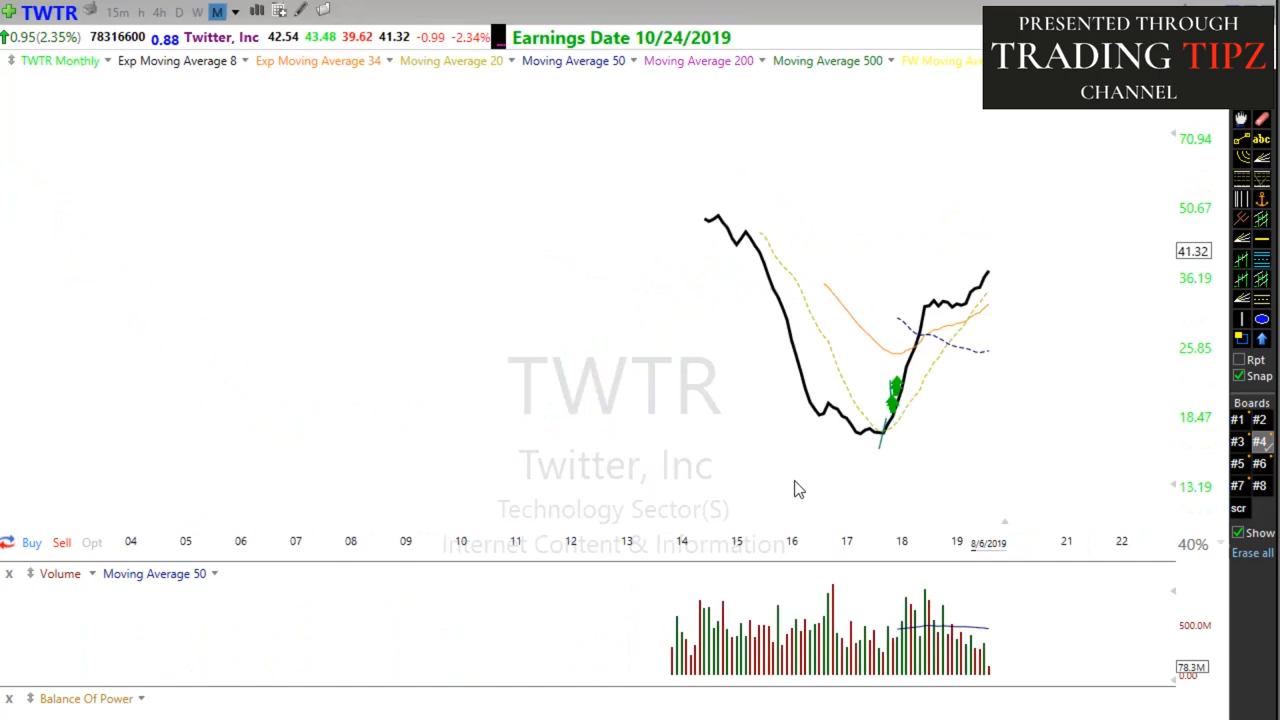 TWTR 15m h 4h D W M
PRESENTED THROUGH
TRADING TIPZ
CHANNEL
0.95(2.35%) 78316600 0.88 Twitter, Inc 42.54 43.48 39.62 41.32 -0.99 -2.34% Earnings Date 10/24/2019
TWTR Monthly Exp Moving Average 8 Exp Moving Average 34 Moving Average 20 Moving Average 50 Moving Average 200 Moving Average 500 FW Moving Av
abc
70.94
50.67
41.32
36.19
25.85
18.47
13.19
Rpt
Snap
Boards
#1 #2
#3 #4
#5 #6
#7 #8
scr
Show
Erase all
TWTR
Twitter, Inc
Technology Sector(S)
Internet Content & Information
Buy Sell Opt 04 05 06 07 08 09 10 11 12 13 14 15 16 17 18 19 8/6/2019 21 22 40%
X Volume Moving Average 50
500.0M
78.3M
0.00
X Balance Of Power